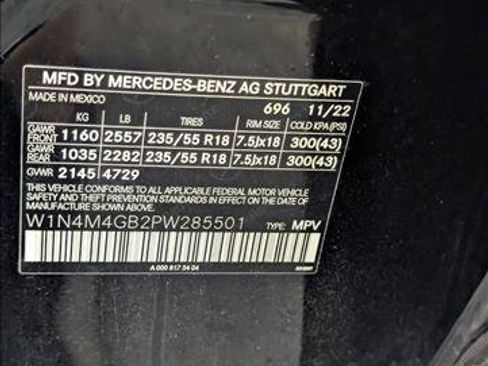 MFD BY MERCEDES-BENZ AG STUTTGART
MADE IN MEXICO 696 11/22
KG LB TIRES RIM SIZE COLD KPA(PSI)
GAWR FRONT 1160 2557 235/55 R18 7.5Jx18 300(43)
GAWR REAR 1035 2282 235/55 R18 7.5Jx18 300(43)
GVWR 2145 4729
THIS VEHICLE CONFORMS TO ALL APPLICABLE FEDERAL MOTOR VEHICLE
SAFETY, BUMPER, AND THEFT PREVENTION STANDARDS IN EFFECT ON THE DATE
OF MANUFACTURE SHOWN ABOVE.
W1N4M4GB2PW285501 TYPE: MPV
A 000 817 54 04